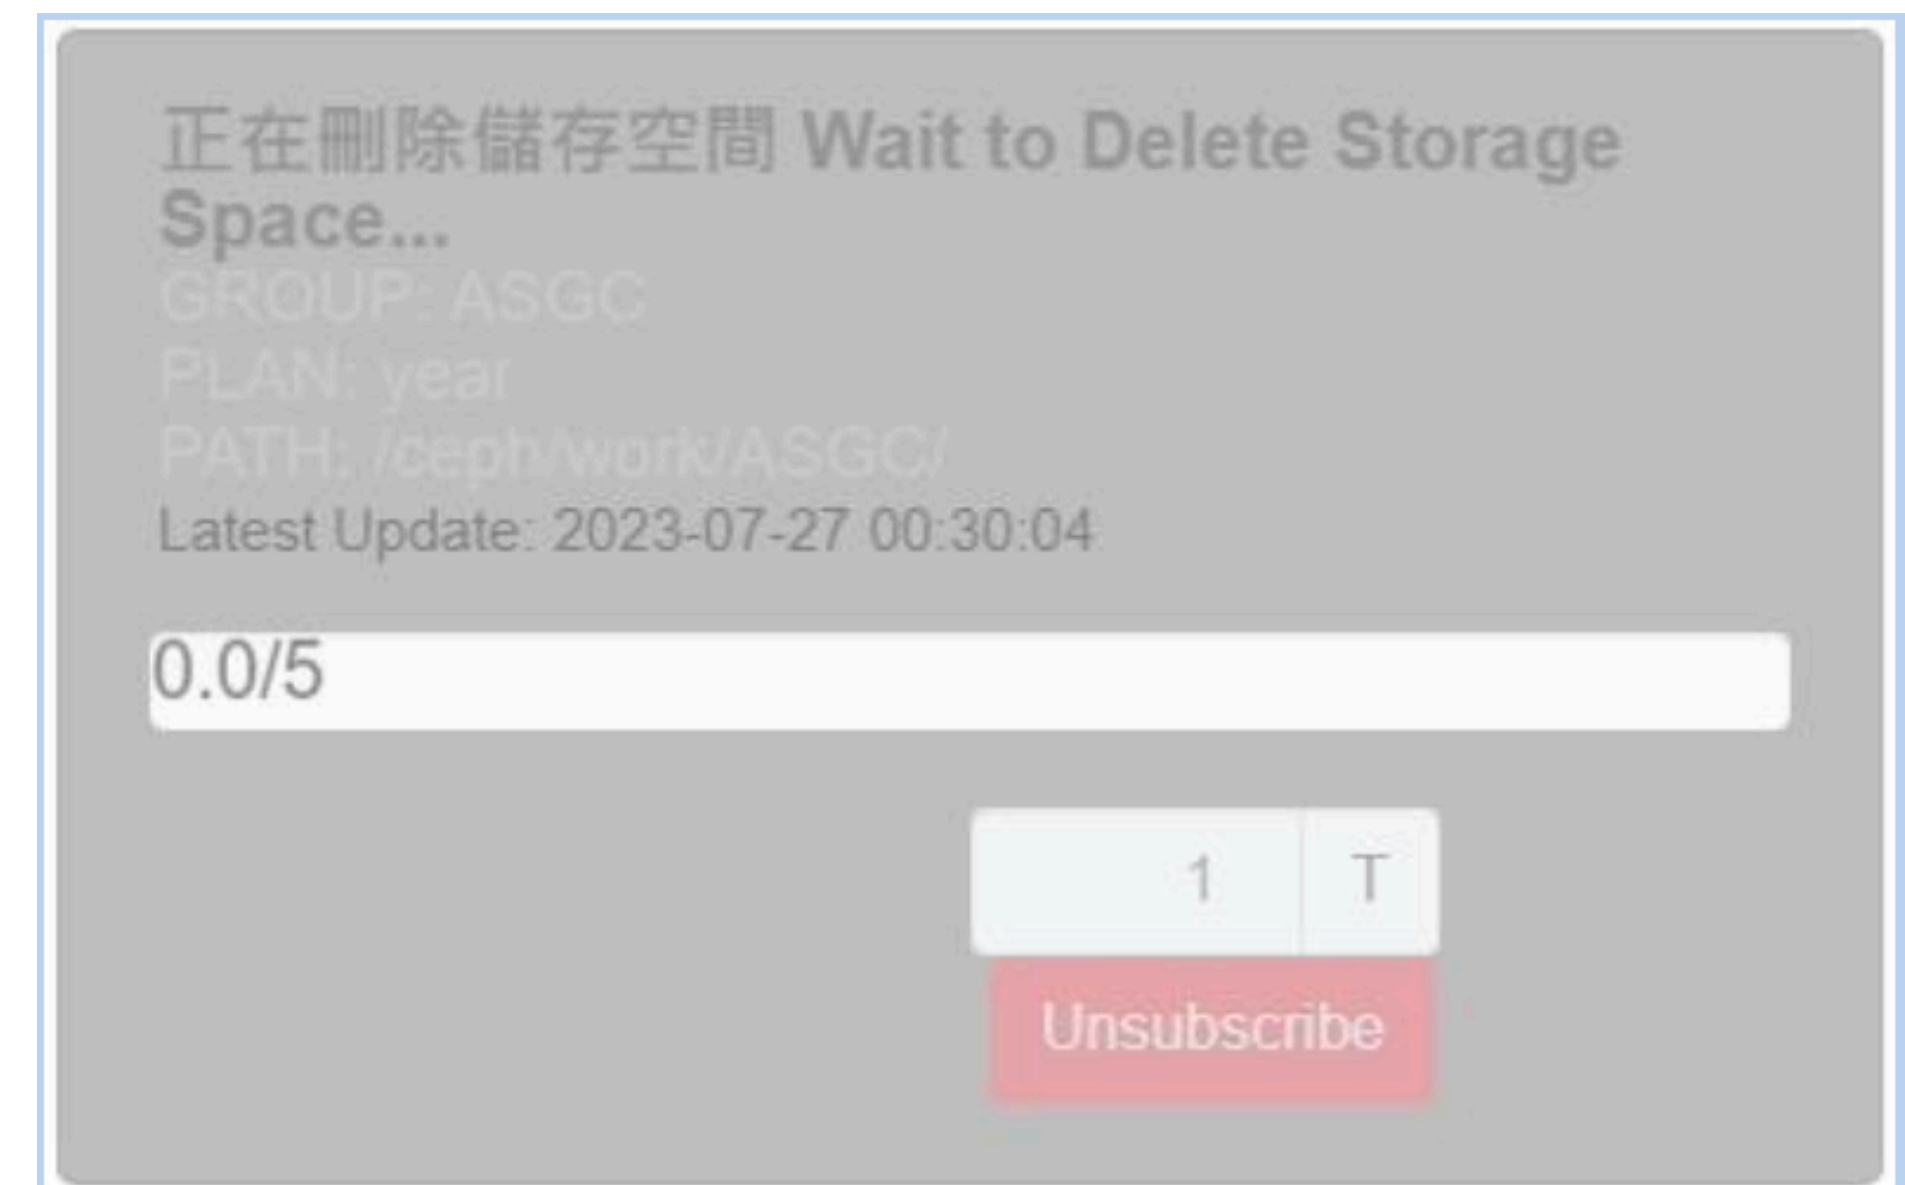 正在刪除儲存空間 Wait to Delete Storage
Space...
GROUP: ASGC
PLAN: year
PATH: /ceph/work/ASGC/
Latest Update: 2023-07-27 00:30:04
0.0/5
1 T
Unsubscribe